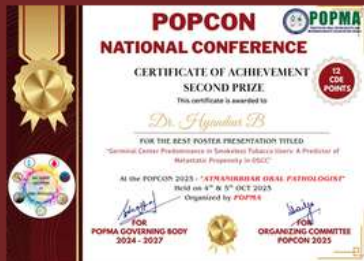 POPCON
POPMA
NATIONAL CONFERENCE
CERTIFICATE OF ACHIEVEMENT
SECOND PRIZE
12
CDE
POINTS
This certificate is awarded to
Dr. B
FOR THE BEST POSTER PRESENTATION TITLED
"Germinal Center Predominance in Smokeless Tobacco Users: A Predictor of
Metastatic Propensity in OSCC"
At the POPCON 2025 - "ATMANIRBHAR ORAL PATHOLOGIST"
Held on 4th & 5th OCT 2025
Organized by POPMA
FOR
POPMA GOVERNING BODY
2024 - 2027
FOR
ORGANIZING COMMITTEE
POPCON 2025